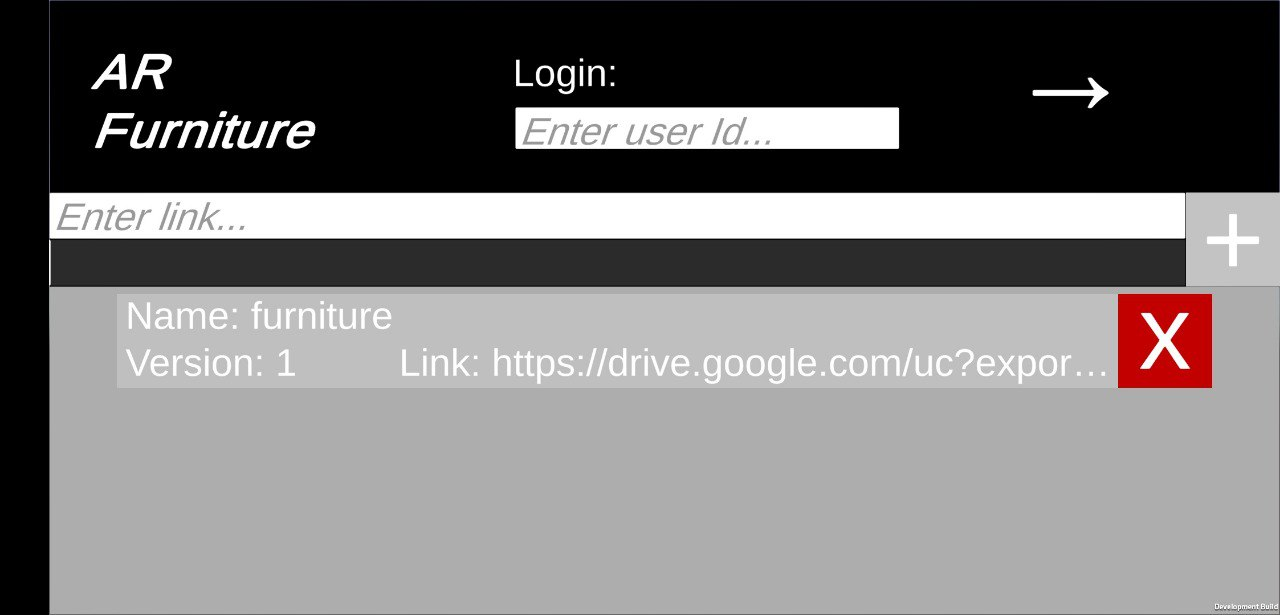 AR
Furniture
Login:
Enter user Id...
→
Enter link...
+
Name: furniture
Version: 1 Link: https://drive.google.com/uc?expor...
X
Development Build